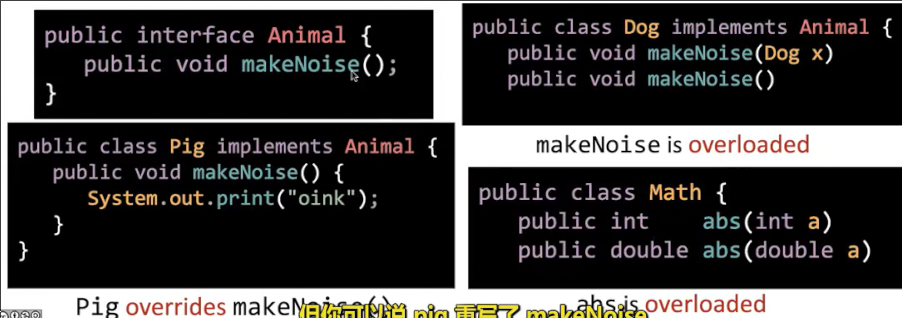 public interface Animal {
public void makeNoise();
}
public class Pig implements Animal {
public void makeNoise() {
System.out.print("oink");
}
}
Pig overrides makeNoise()
public class Dog implements Animal {
public void makeNoise(Dog x)
public void makeNoise()
makeNoise is overloaded
public class Math {
public int abs(int a)
public double abs(double a)
abs is overloaded
但你可以说 pig 重写了 makeNoise